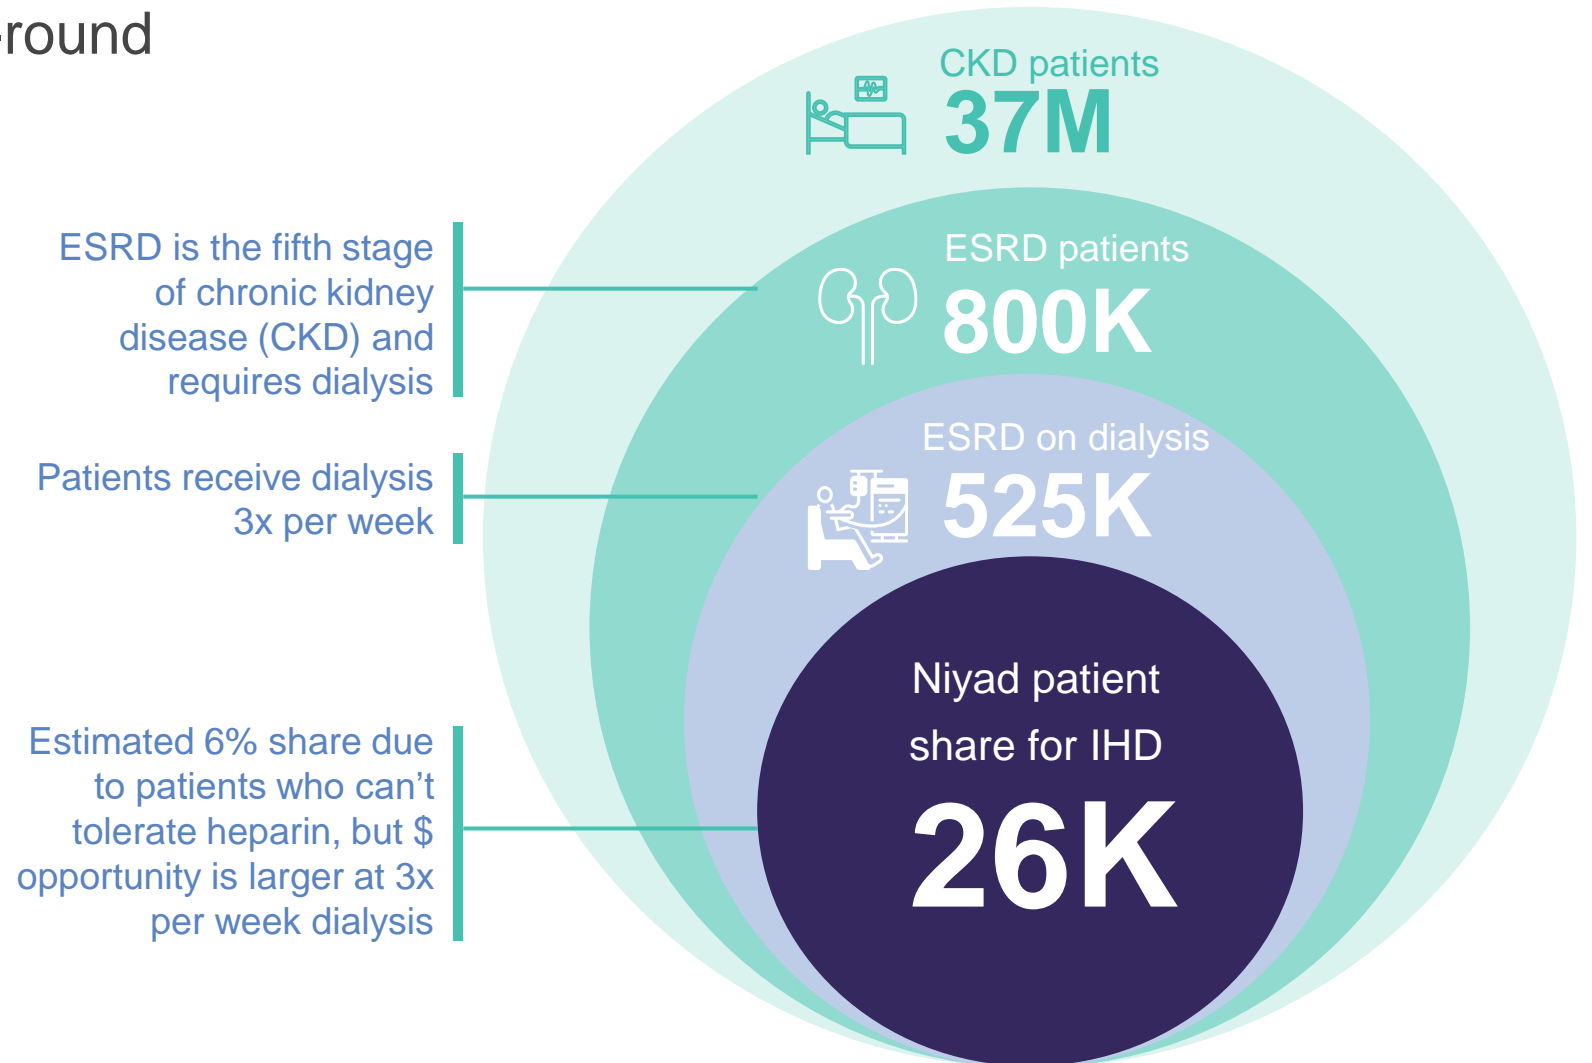 -round
CKD patients
37M
ESRD is the fifth stage
of chronic kidney
disease (CKD) and
requires dialysis
ESRD patients
800K
Patients receive dialysis
3x per week
ESRD on dialysis
525K
Estimated 6% share due
to patients who can’t
tolerate heparin, but $
opportunity is larger at 3x
per week dialysis
Niyad patient
share for IHD
26K